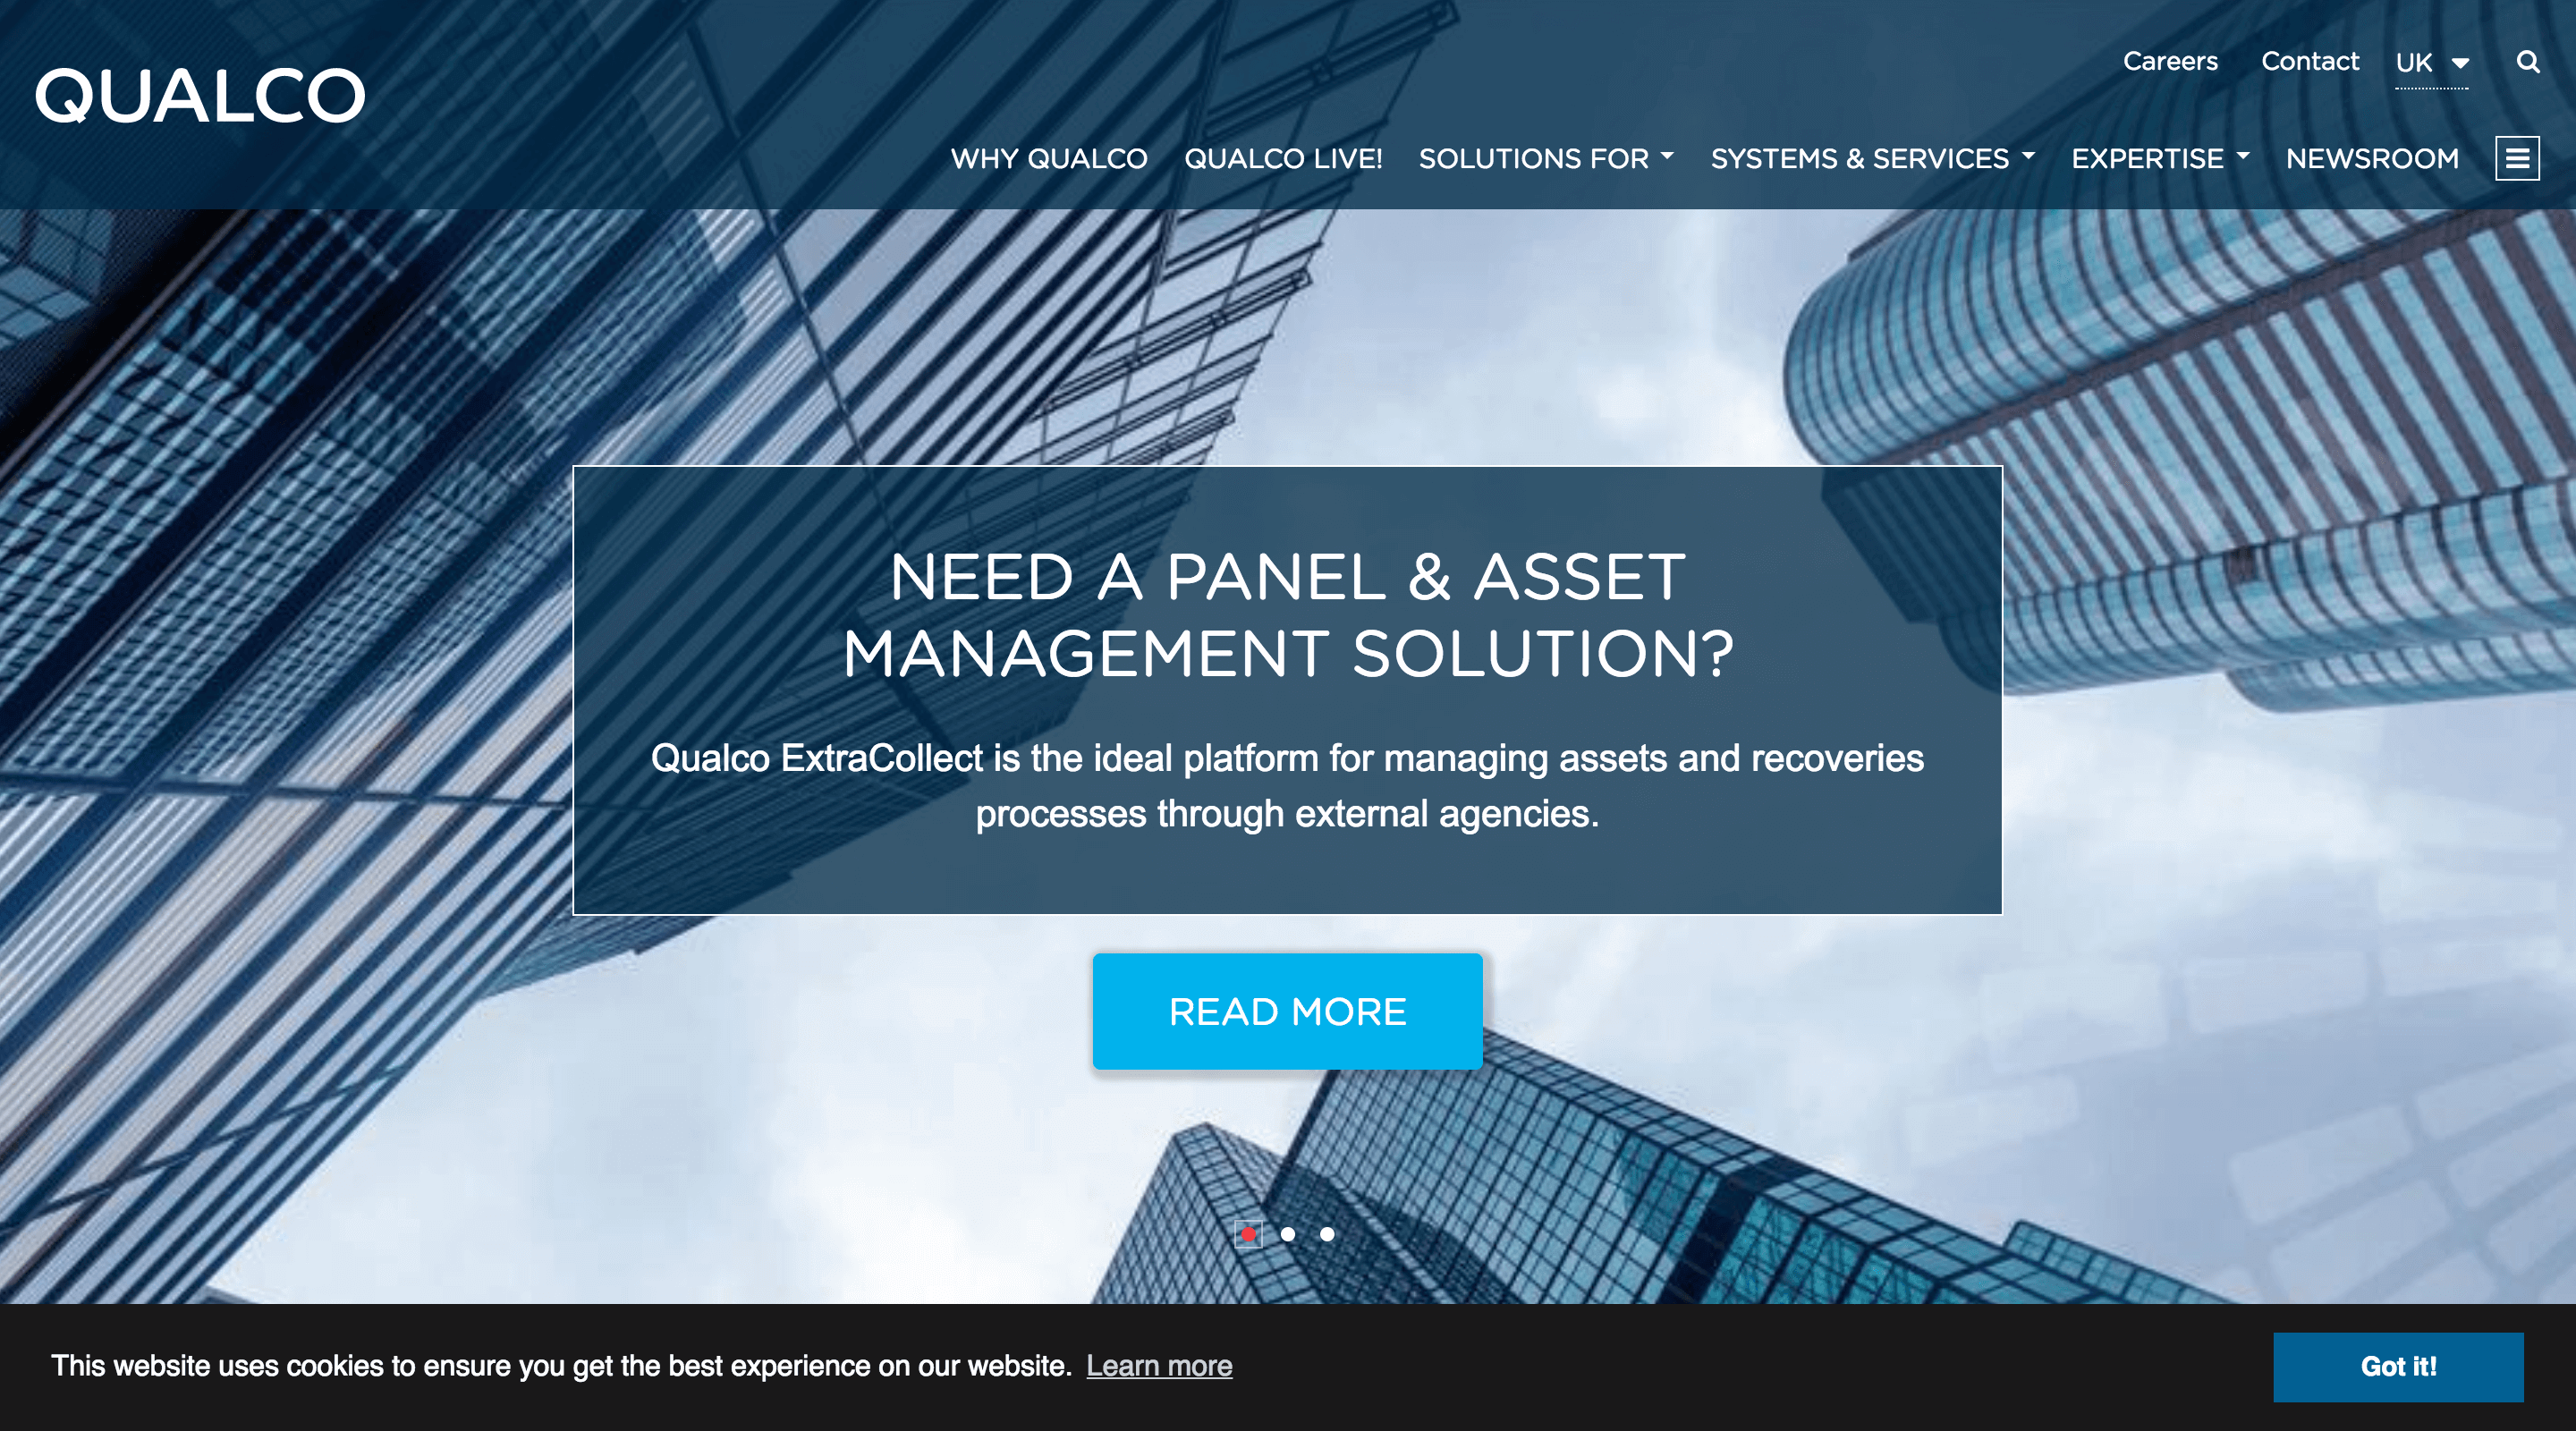 QUALCO
Careers Contact UK
WHY QUALCO QUALCO LIVE! SOLUTIONS FOR SYSTEMS & SERVICES EXPERTISE NEWSROOM
NEED A PANEL & ASSET
MANAGEMENT SOLUTION?
Qualco ExtraCollect is the ideal platform for managing assets and recoveries
processes through external agencies.
READ MORE
This website uses cookies to ensure you get the best experience on our website. Learn more
Got it!